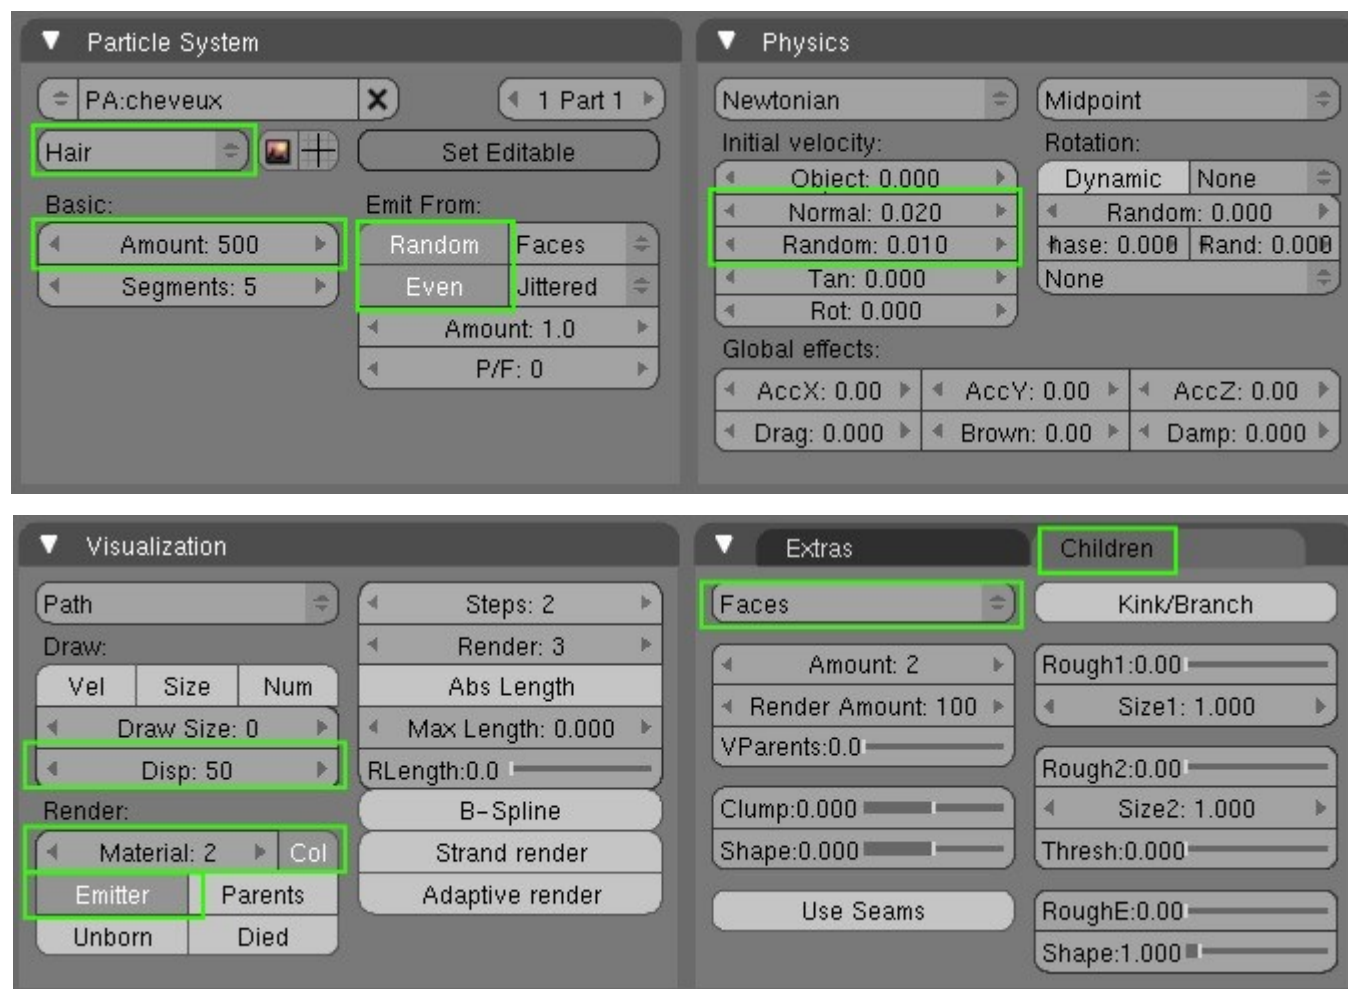 Particle System
PA:cheveux
1 Part 1
Hair
Set Editable
Basic:
Emit From:
Amount: 500
Random
Faces
Segments: 5
Even
Jittered
Amount: 1.0
P/F: 0
Physics
Newtonian
Midpoint
Initial velocity:
Rotation:
Object: 0.000
Dynamic
None
Normal: 0.020
Random: 0.000
Random: 0.010
hase: 0.000
Rand: 0.000
Tan: 0.000
None
Rot: 0.000
Global effects:
AccX: 0.00
AccY: 0.00
AccZ: 0.00
Drag: 0.000
Brown: 0.00
Damp: 0.000
Visualization
Path
Steps: 2
Draw:
Render: 3
Vel
Size
Num
Abs Length
Draw Size: 0
Max Length: 0.000
Disp: 50
RLength:0.0
Render:
B-Spline
Material: 2
Col
Strand render
Emitter
Parents
Adaptive render
Unborn
Died
Extras
Children
Faces
Kink/Branch
Amount: 2
Rough1:0.00
Render Amount: 100
Size1: 1.000
VParents:0.0
Rough2:0.00
Clump:0.000
Size2: 1.000
Shape:0.000
Thresh:0.000
Use Seams
RoughE:0.00
Shape:1.000